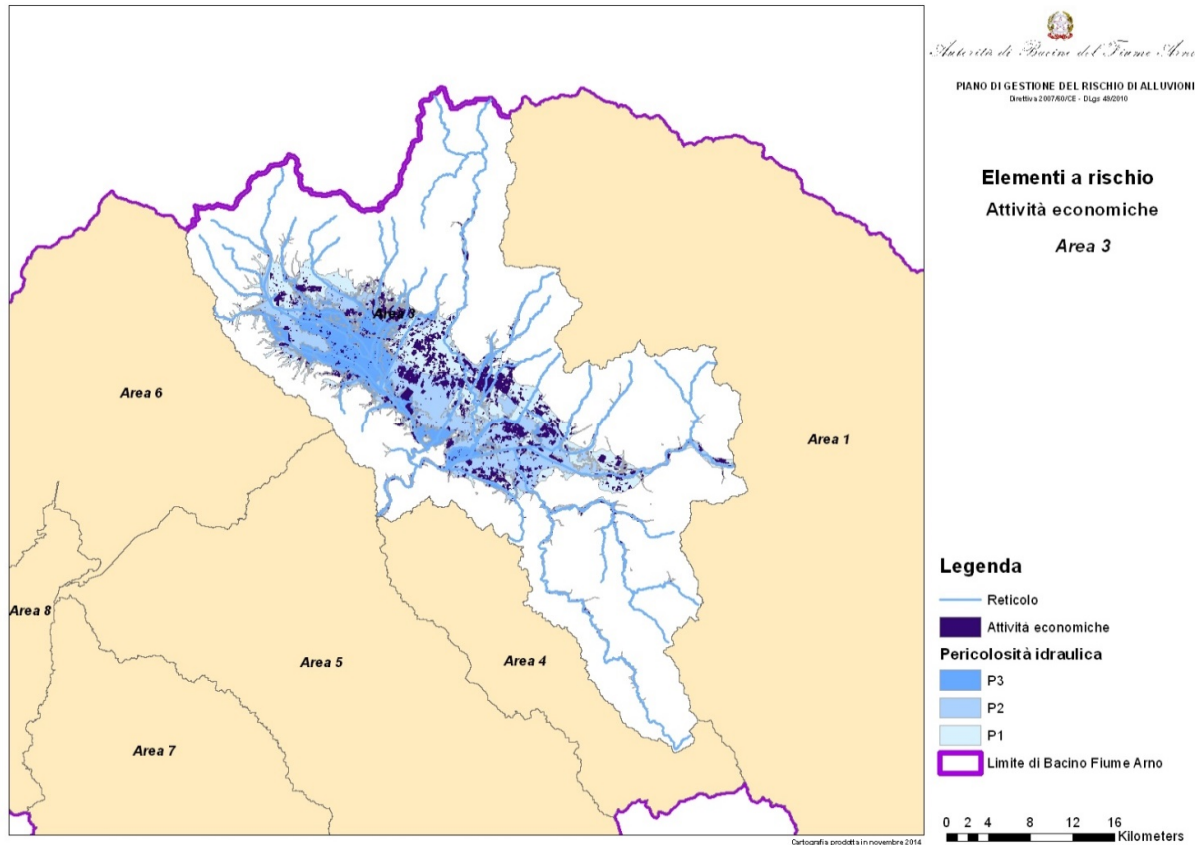 Autorità di Bacino del Fiume Arno
PIANO DI GESTIONE DEL RISCHIO DI ALLUVIONI
Direttiva 2007/60/CE - DLgs 49/2010
Elementi a rischio
Attività economiche
Area 3
Area 3
Area 6
Area 1
Area 8
Area 5
Area 4
Area 7
Legenda
Reticolo
Attività economiche
Pericolosità idraulica
P3
P2
P1
Limite di Bacino Fiume Arno
0 2 4 8 12 16
Kilometers
Cartografia prodotta in novembre 2014